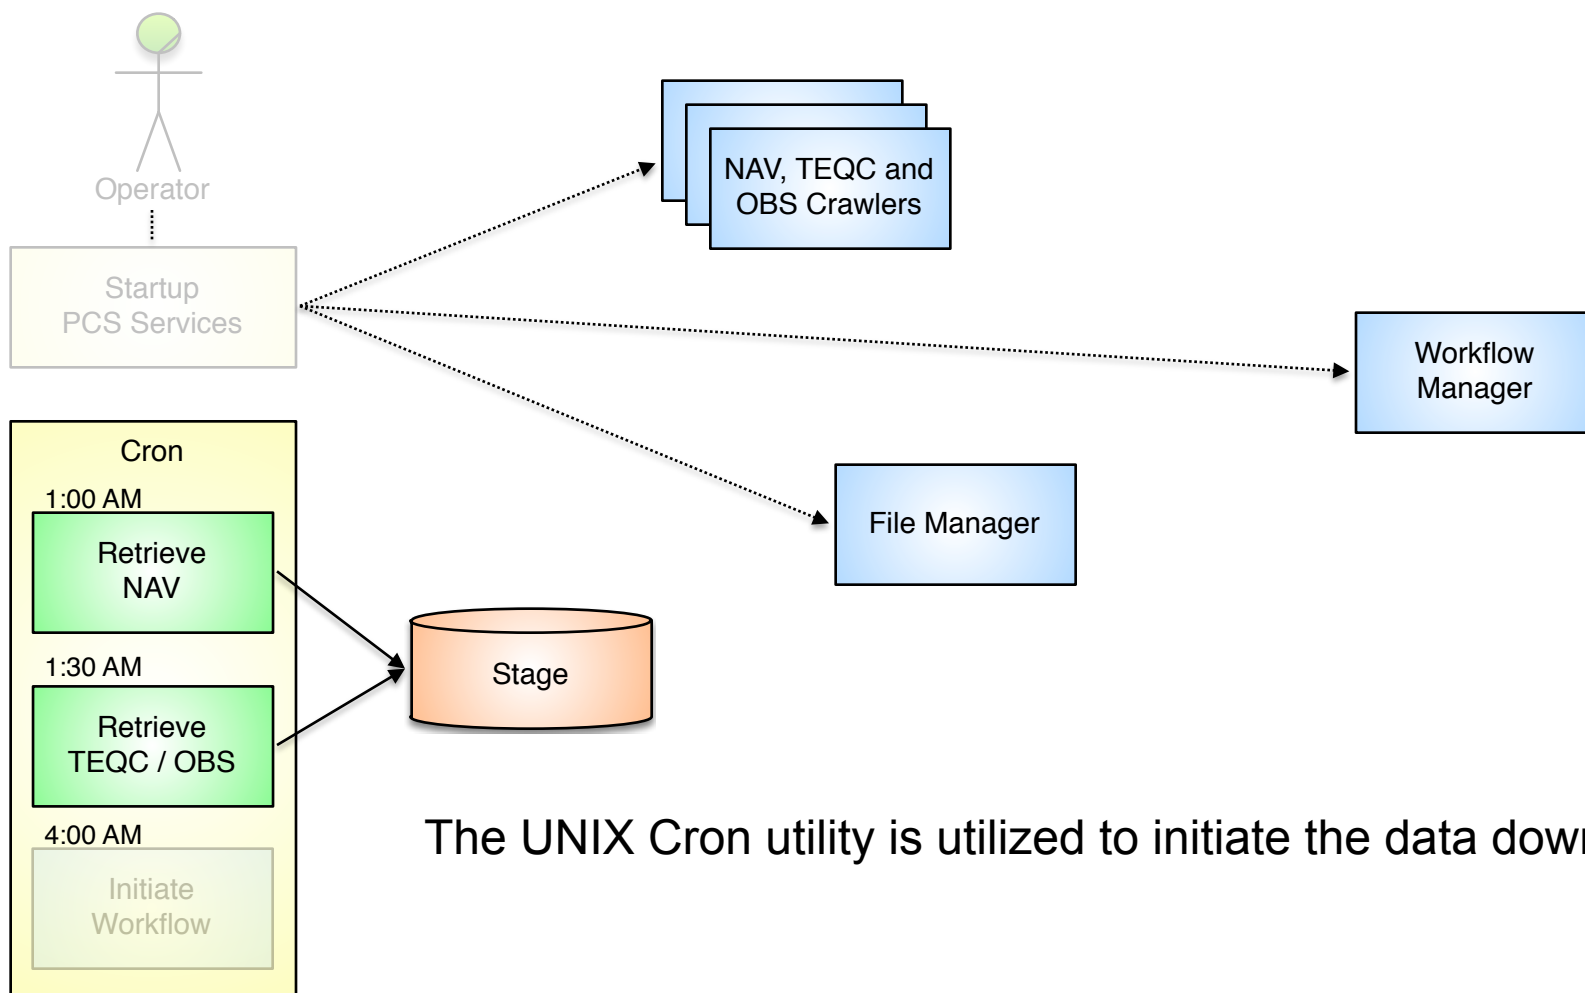 Operator
Startup
PCS Services
NAV, TEQC and
OBS Crawlers
Workflow
Manager
File Manager
Cron
1:00 AM
Retrieve
NAV
1:30 AM
Retrieve
TEQC / OBS
4:00 AM
Initiate
Workflow
Stage
The UNIX Cron utility is utilized to initiate the data